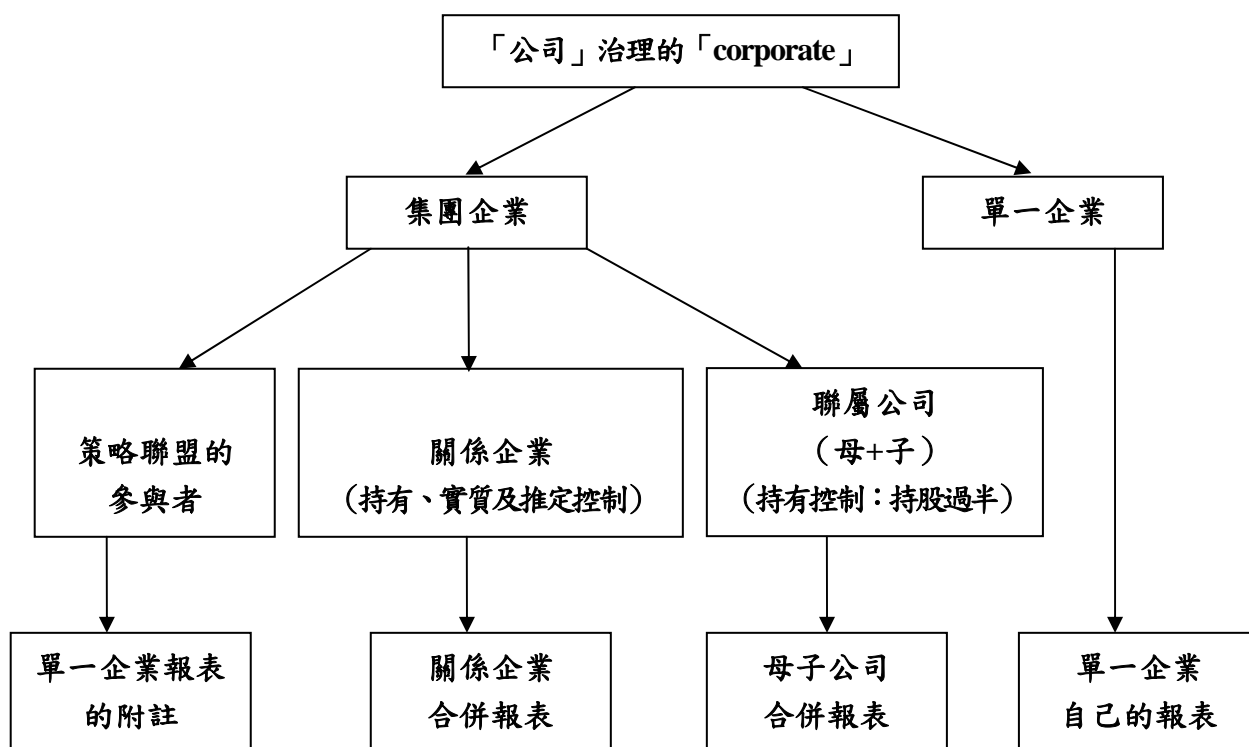 「公司」治理的「corporate」
集團企業
單一企業
策略聯盟的
參與者
關係企業
（持有、實質及推定控制）
聯屬公司
（母+子）
（持有控制：持股過半）
單一企業報表
的附註
關係企業
合併報表
母子公司
合併報表
單一企業
自己的報表